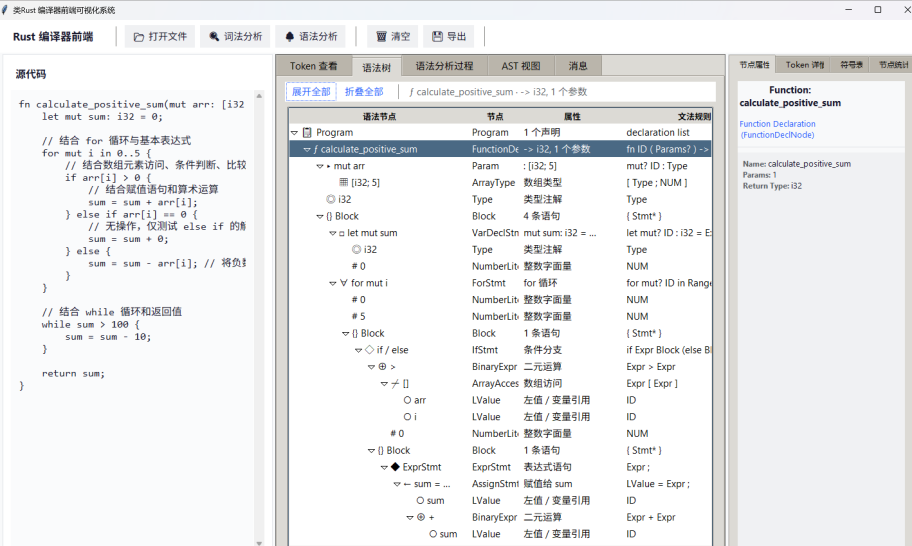 类Rust 编译器前端可视化系统
Rust 编译器前端
打开文件
词法分析
语法分析
清空
导出
源代码
fn calculate_positive_sum(mut arr: [i32
    let mut sum: i32 = 0;
    // 结合 for 循环与基本表达式
    for mut i in 0..5 {
        // 结合数组元素访问、条件判断、比较
        if arr[i] > 0 {
            // 结合赋值语句和算术运算
            sum = sum + arr[i];
        } else if arr[i] == 0 {
            // 无操作，仅测试 else if 的解
            sum = sum + 0;
        } else {
            sum = sum - arr[i]; // 将负数
        }
    }
    // 结合 while 循环和返回值
    while sum > 100 {
        sum = sum - 10;
    }
    return sum;
}
Token 查看 语法树 语法分析过程 AST 视图 消息
展开全部 折叠全部 ƒ calculate_positive_sum · -> i32, 1 个参数
语法节点 节点 属性 文法规则
Program Program 1 个声明 declaration list
ƒ calculate_positive_sum FunctionDe -> i32, 1 个参数 fn ID ( Params? ) ->
mut arr Param : [i32; 5] mut? ID : Type
[i32; 5] ArrayType 数组类型 [ Type ; NUM ]
i32 Type 类型注解 Type
{} Block Block 4 条语句 { Stmt* }
let mut sum VarDeclStm mut sum: i32 = ... let mut? ID : i32 = Ex
i32 Type 类型注解 Type
# 0 NumberLite 整数字面量 NUM
∀ for mut i ForStmt for 循环 for mut? ID in Range
# 0 NumberLite 整数字面量 NUM
# 5 NumberLite 整数字面量 NUM
{} Block Block 1 条语句 { Stmt* }
◇ if / else IfStmt 条件分支 if Expr Block (else Bl
⊕ > BinaryExpr 二元运算 Expr > Expr
[] ArrayAcces 数组访问 Expr [ Expr ]
arr LValue 左值 / 变量引用 ID
i LValue 左值 / 变量引用 ID
# 0 NumberLite 整数字面量 NUM
{} Block Block 1 条语句 { Stmt* }
◆ ExprStmt ExprStmt 表达式语句 Expr ;
← sum = ... AssignStmt 赋值给 sum LValue = Expr ;
sum LValue 左值 / 变量引用 ID
⊕ + BinaryExpr 二元运算 Expr + Expr
sum LValue 左值 / 变量引用 ID
节点属性 Token 详情 符号表 节点统计
Function:
calculate_positive_sum
Function Declaration
(FunctionDeclNode)
Name: calculate_positive_sum
Params: 1
Return Type: i32